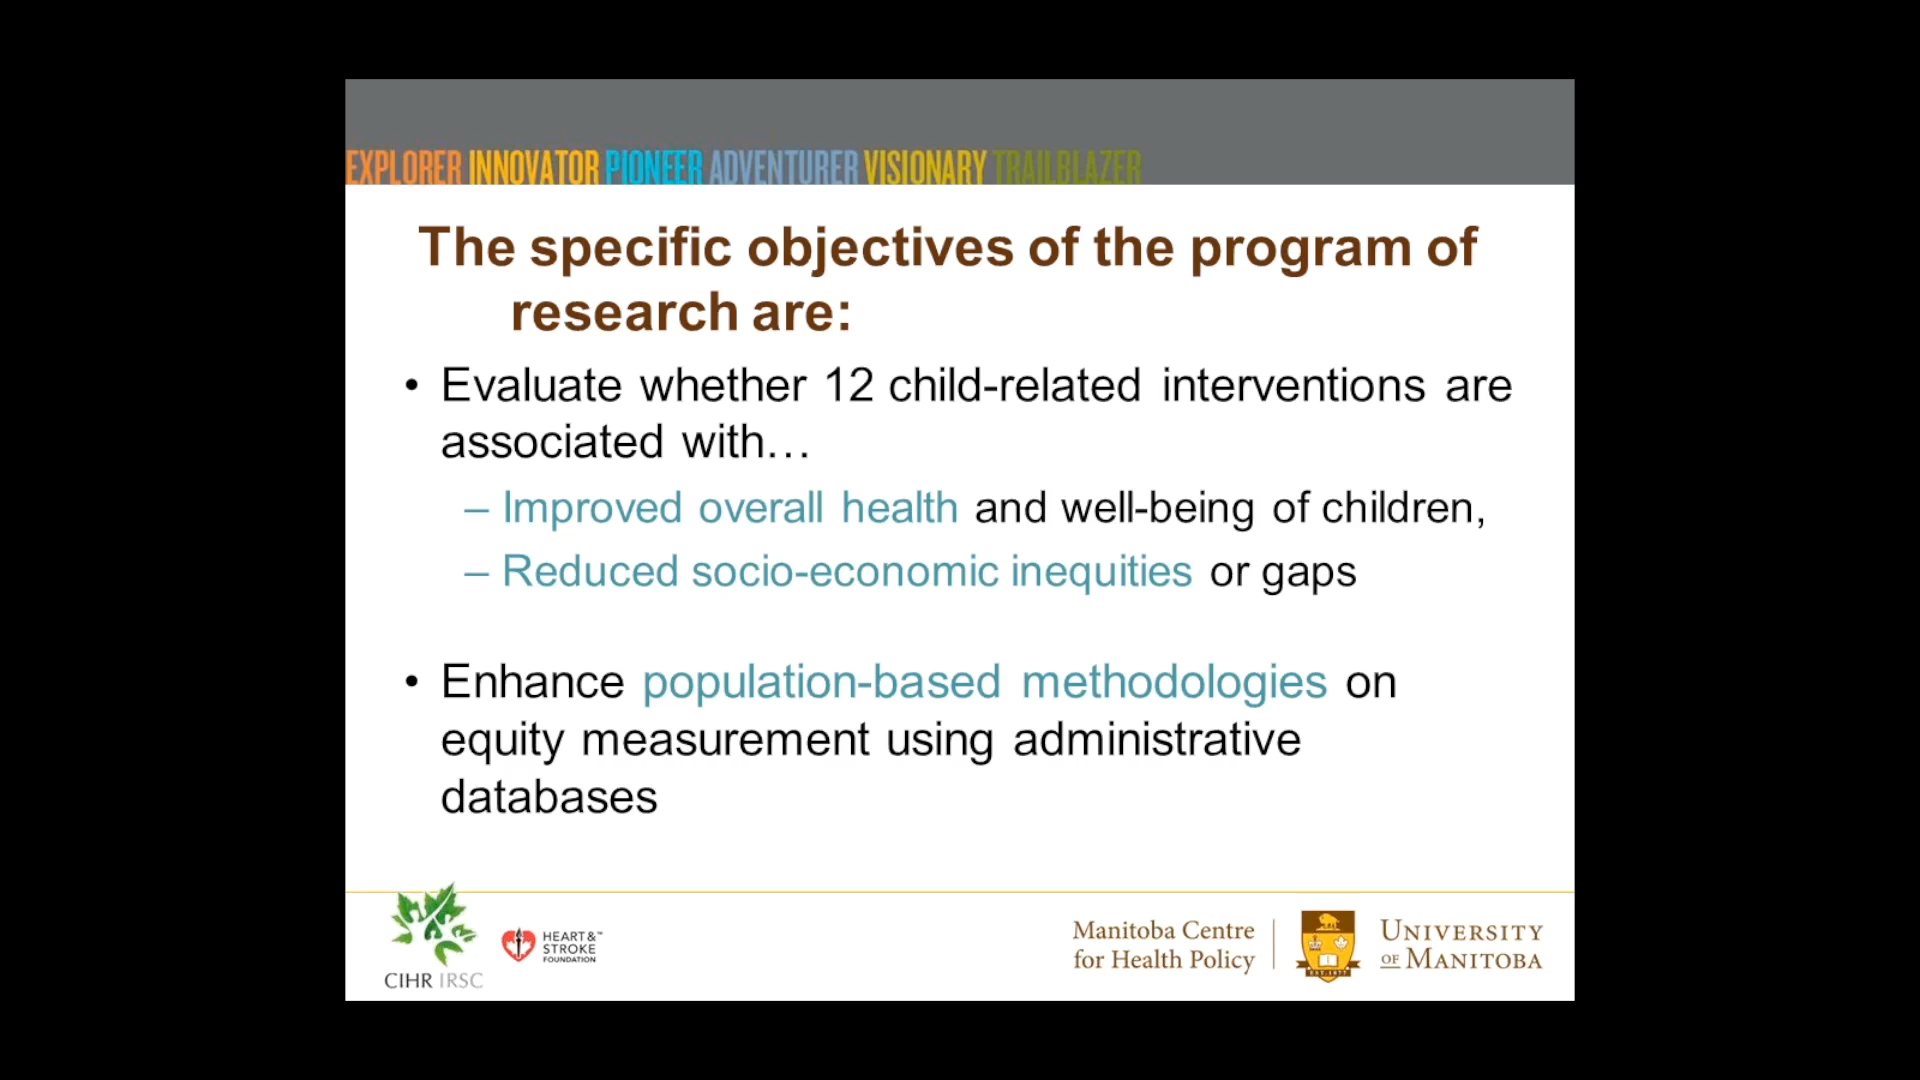 EXPLORER INNOVATOR PIONEER ADVENTURER VISIONARY TRAILBLAZER
The specific objectives of the program of
research are:
• Evaluate whether 12 child-related interventions are
associated with…
– Improved overall health and well-being of children,
– Reduced socio-economic inequities or gaps
• Enhance population-based methodologies on
equity measurement using administrative
databases
CIHR IRSC
HEART &™
STROKE
FOUNDATION
Manitoba Centre
for Health Policy
EST. 1877
UNIVERSITY
OF MANITOBA